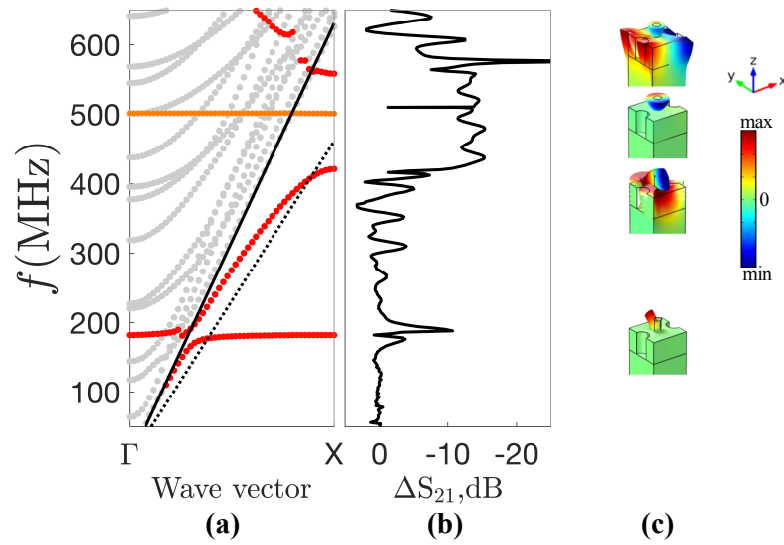 600
500
400
300
200
100
f (MHz)
Γ
X
0
-10
-20
Wave vector
ΔS21,dB
(a)
(b)
(c)
z
y
x
max
0
min